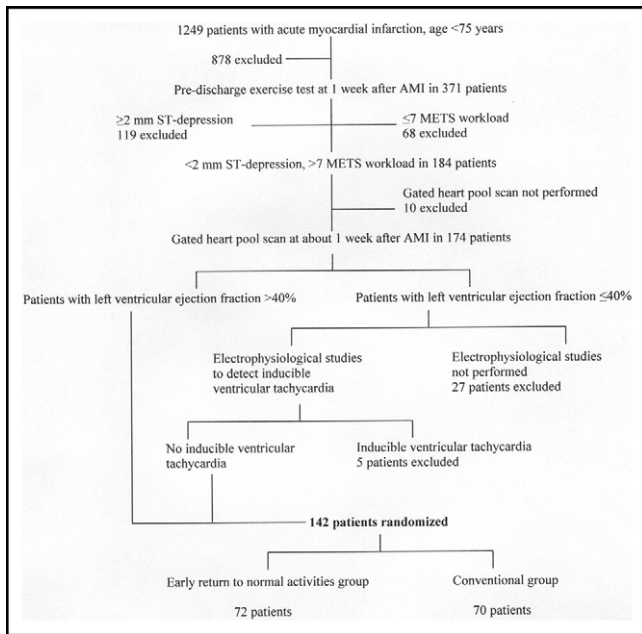 1249 patients with acute myocardial infarction, age <75 years
878 excluded
Pre-discharge exercise test at 1 week after AMI in 371 patients
≥2 mm ST-depression
119 excluded
≤7 METS workload
68 excluded
<2 mm ST-depression, >7 METS workload in 184 patients
Gated heart pool scan not performed
10 excluded
Gated heart pool scan at about 1 week after AMI in 174 patients
Patients with left ventricular ejection fraction >40%
Patients with left ventricular ejection fraction ≤40%
Electrophysiological studies
to detect inducible
ventricular tachycardia
Electrophysiological studies
not performed
27 patients excluded
No inducible ventricular
tachycardia
Inducible ventricular tachycardia
5 patients excluded
142 patients randomized
Early return to normal activities group
72 patients
Conventional group
70 patients